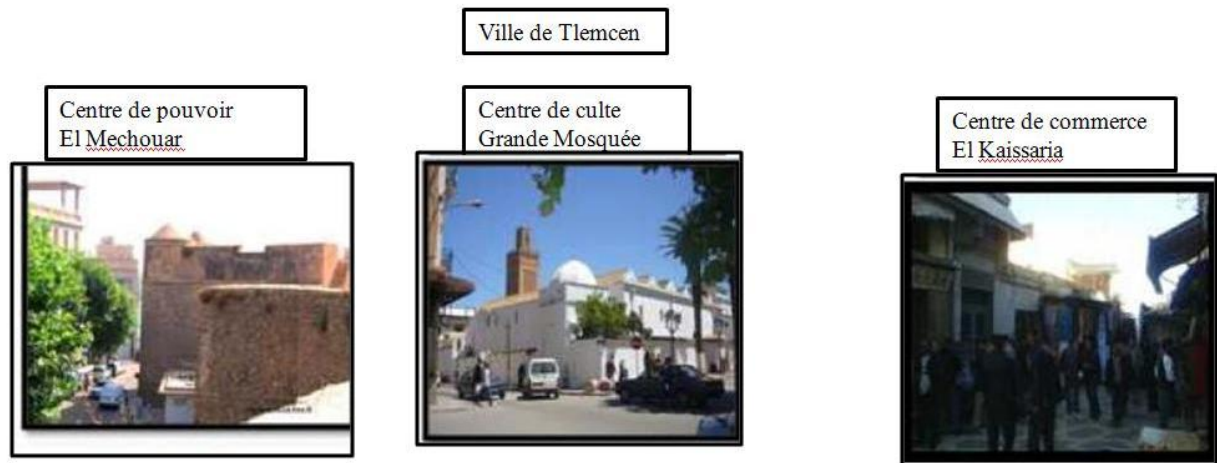 Ville de Tlemcen
Centre de pouvoir
El Mechouar
Centre de culte
Grande Mosquée
Centre de commerce
El Kaissaria